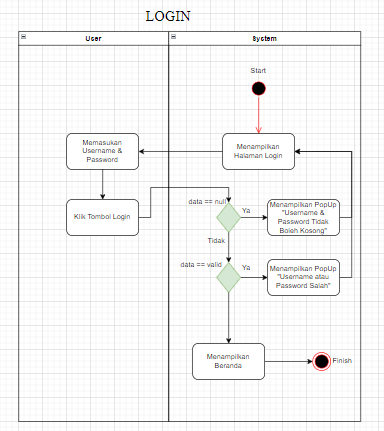 LOGIN
User
System
Start
Memasukan
Username &
Password
Menampilkan
Halaman Login
Klik Tombol Login
data == null
Ya
Menampilkan PopUp
"Username &
Password Tidak
Boleh Kosong"
Tidak
data == valid
Ya
Menampilkan PopUp
"Username atau
Password Salah"
Menampilkan
Beranda
Finish